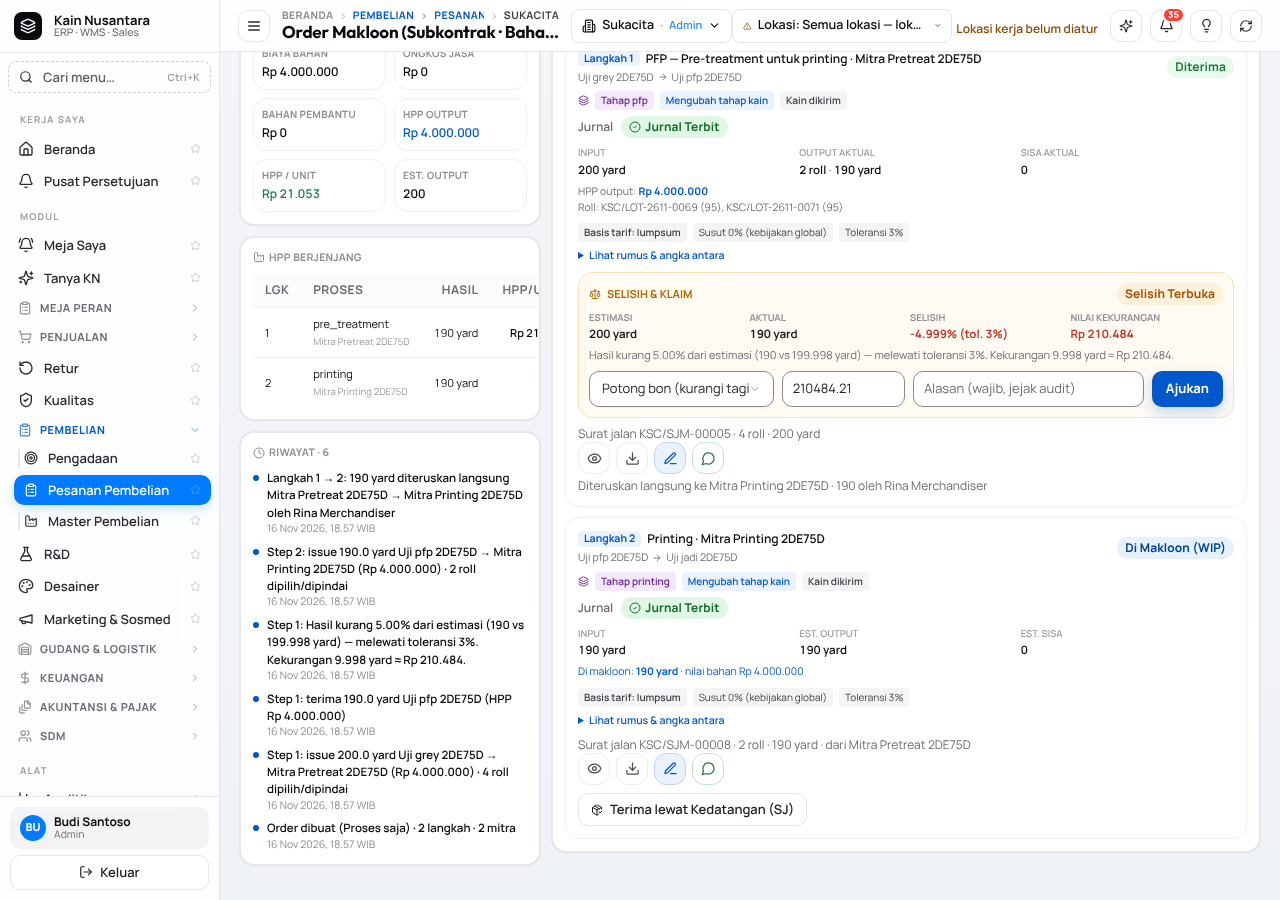 Kain Nusantara
ERP · WMS · Sales
Cari menu...
Ctrl+K
KERJA SAYA
Beranda
Pusat Persetujuan
MODUL
Meja Saya
Tanya KN
MEJA PERAN
PENJUALAN
Retur
Kualitas
PEMBELIAN
Pengadaan
Pesanan Pembelian
Master Pembelian
R&D
Desainer
Marketing & Sosmed
GUDANG & LOGISTIK
KEUANGAN
AKUNTANSI & PAJAK
SDM
ALAT
BU
Budi Santoso
Admin
Keluar
BERANDA > PEMBELIAN > PESANAN > SUKACITA
Order Makloon (Subkontrak · Baha...
Sukacita · Admin
Lokasi: Semua lokasi — lok...
Lokasi kerja belum diatur
35
BIAYA BAHAN
Rp 4.000.000
ONGKOS JASA
Rp 0
BAHAN PEMBANTU
Rp 0
HPP OUTPUT
Rp 4.000.000
HPP / UNIT
Rp 21.053
EST. OUTPUT
200
HPP BERJENJANG
LGK PROSES HASIL HPP/U
1 pre_treatment 190 yard Rp 21
Mitra Pretreat 2DE75D
2 printing 190 yard
Mitra Printing 2DE75D
RIWAYAT · 6
Langkah 1 → 2: 190 yard diteruskan langsung
Mitra Pretreat 2DE75D → Mitra Printing 2DE75D
oleh Rina Merchandiser
16 Nov 2026, 18.57 WIB
Step 2: issue 190.0 yard Uji pfp 2DE75D → Mitra
Printing 2DE75D (Rp 4.000.000) · 2 roll
dipilih/dipindai
16 Nov 2026, 18.57 WIB
Step 1: Hasil kurang 5.00% dari estimasi (190 vs
199.998 yard) — melewati toleransi 3%.
Kekurangan 9.998 yard ≈ Rp 210.484.
16 Nov 2026, 18.57 WIB
Step 1: terima 190.0 yard Uji pfp 2DE75D (HPP
Rp 4.000.000)
16 Nov 2026, 18.57 WIB
Step 1: issue 200.0 yard Uji grey 2DE75D →
Mitra Pretreat 2DE75D (Rp 4.000.000) · 4 roll
dipilih/dipindai
16 Nov 2026, 18.57 WIB
Order dibuat (Proses saja) · 2 langkah · 2 mitra
16 Nov 2026, 18.57 WIB
Langkah 1 PFP — Pre-treatment untuk printing · Mitra Pretreat 2DE75D
Diterima
Uji grey 2DE75D → Uji pfp 2DE75D
Tahap pfp Mengubah tahap kain Kain dikirim
Jurnal Jurnal Terbit
INPUT OUTPUT AKTUAL SISA AKTUAL
200 yard 2 roll · 190 yard 0
HPP output: Rp 4.000.000
Roll: KSC/LOT-2611-0069 (95), KSC/LOT-2611-0071 (95)
Basis tarif: lumpsum Susut 0% (kebijakan global) Toleransi 3%
Lihat rumus & angka antara
SELISIH & KLAIM
Selisih Terbuka
ESTIMASI AKTUAL SELISIH NILAI KEKURANGAN
200 yard 190 yard -4.999% (tol. 3%) Rp 210.484
Hasil kurang 5.00% dari estimasi (190 vs 199.998 yard) — melewati toleransi 3%. Kekurangan 9.998 yard ≈ Rp 210.484.
Potong bon (kurangi tagi
210484.21
Alasan (wajib, jejak audit)
Ajukan
Surat jalan KSC/SJM-00005 · 4 roll · 200 yard
Diteruskan langsung ke Mitra Printing 2DE75D · 190 oleh Rina Merchandiser
Langkah 2 Printing · Mitra Printing 2DE75D
Di Makloon (WIP)
Uji pfp 2DE75D → Uji jadi 2DE75D
Tahap printing Mengubah tahap kain Kain dikirim
Jurnal Jurnal Terbit
INPUT EST. OUTPUT EST. SISA
190 yard 190 yard 0
Di makloon: 190 yard · nilai bahan Rp 4.000.000
Basis tarif: lumpsum Susut 0% (kebijakan global) Toleransi 3%
Lihat rumus & angka antara
Surat jalan KSC/SJM-00008 · 2 roll · 190 yard · dari Mitra Pretreat 2DE75D
Terima lewat Kedatangan (SJ)